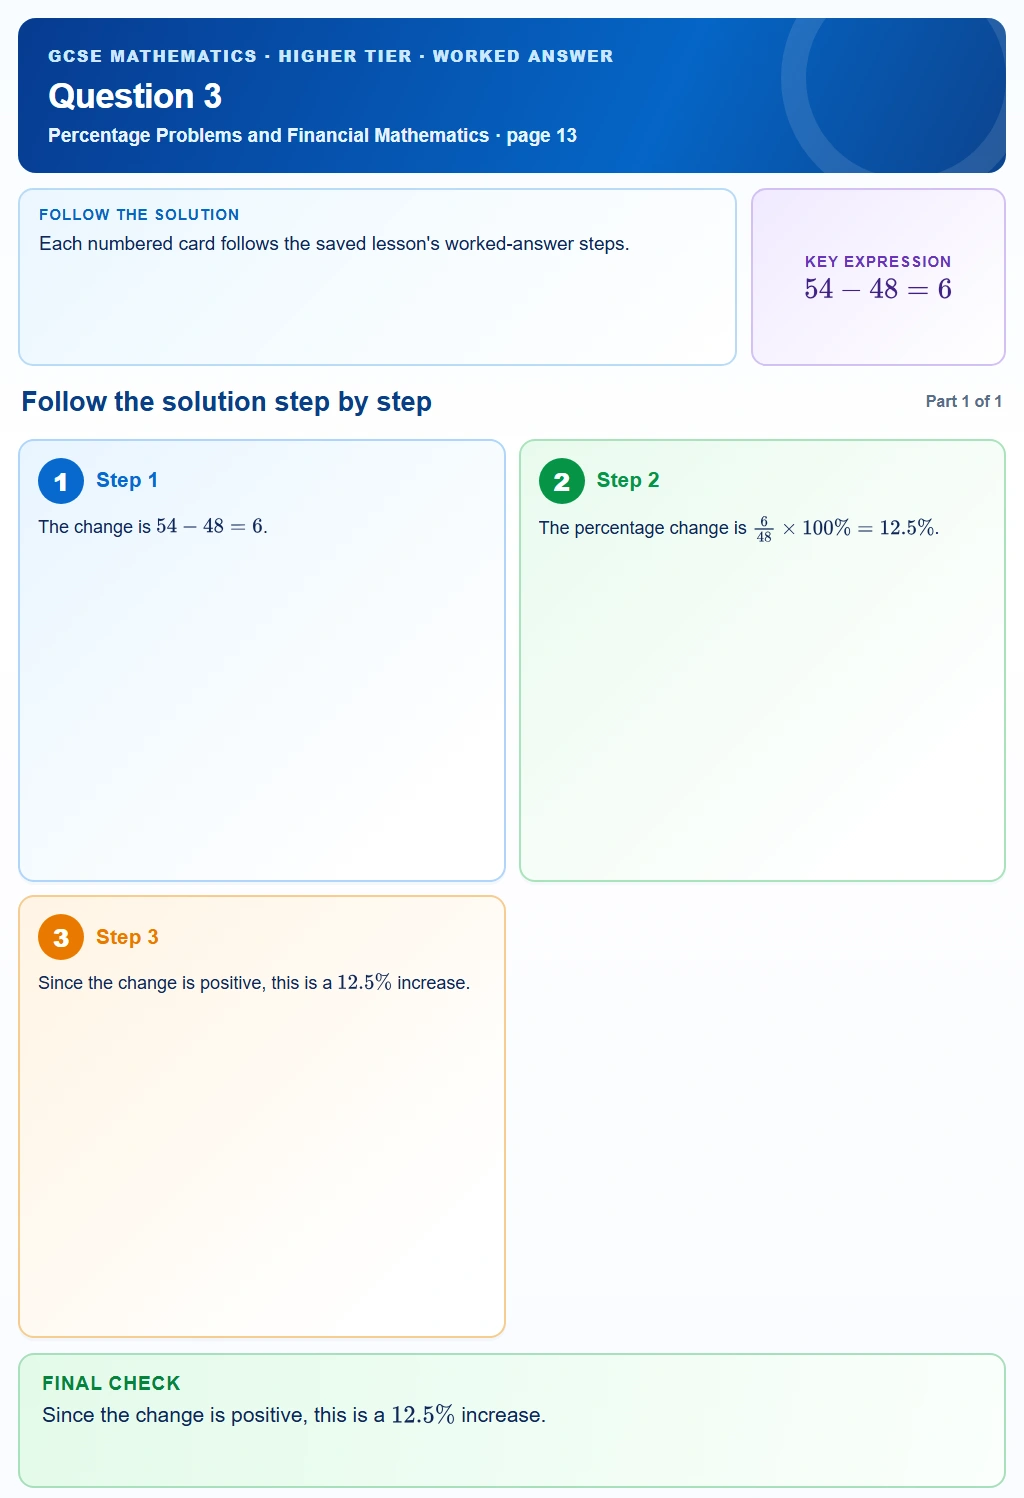 GCSE MATHEMATICS · HIGHER TIER · WORKED ANSWER
Question 3
Percentage Problems and Financial Mathematics · page 13
FOLLOW THE SOLUTION
Each numbered card follows the saved lesson's worked-answer steps.
KEY EXPRESSION
54 − 48 = 6
Follow the solution step by step
Part 1 of 1
1 Step 1
The change is 54 − 48 = 6.
2 Step 2
The percentage change is 6/48 × 100% = 12.5%.
3 Step 3
Since the change is positive, this is a 12.5% increase.
FINAL CHECK
Since the change is positive, this is a 12.5% increase.